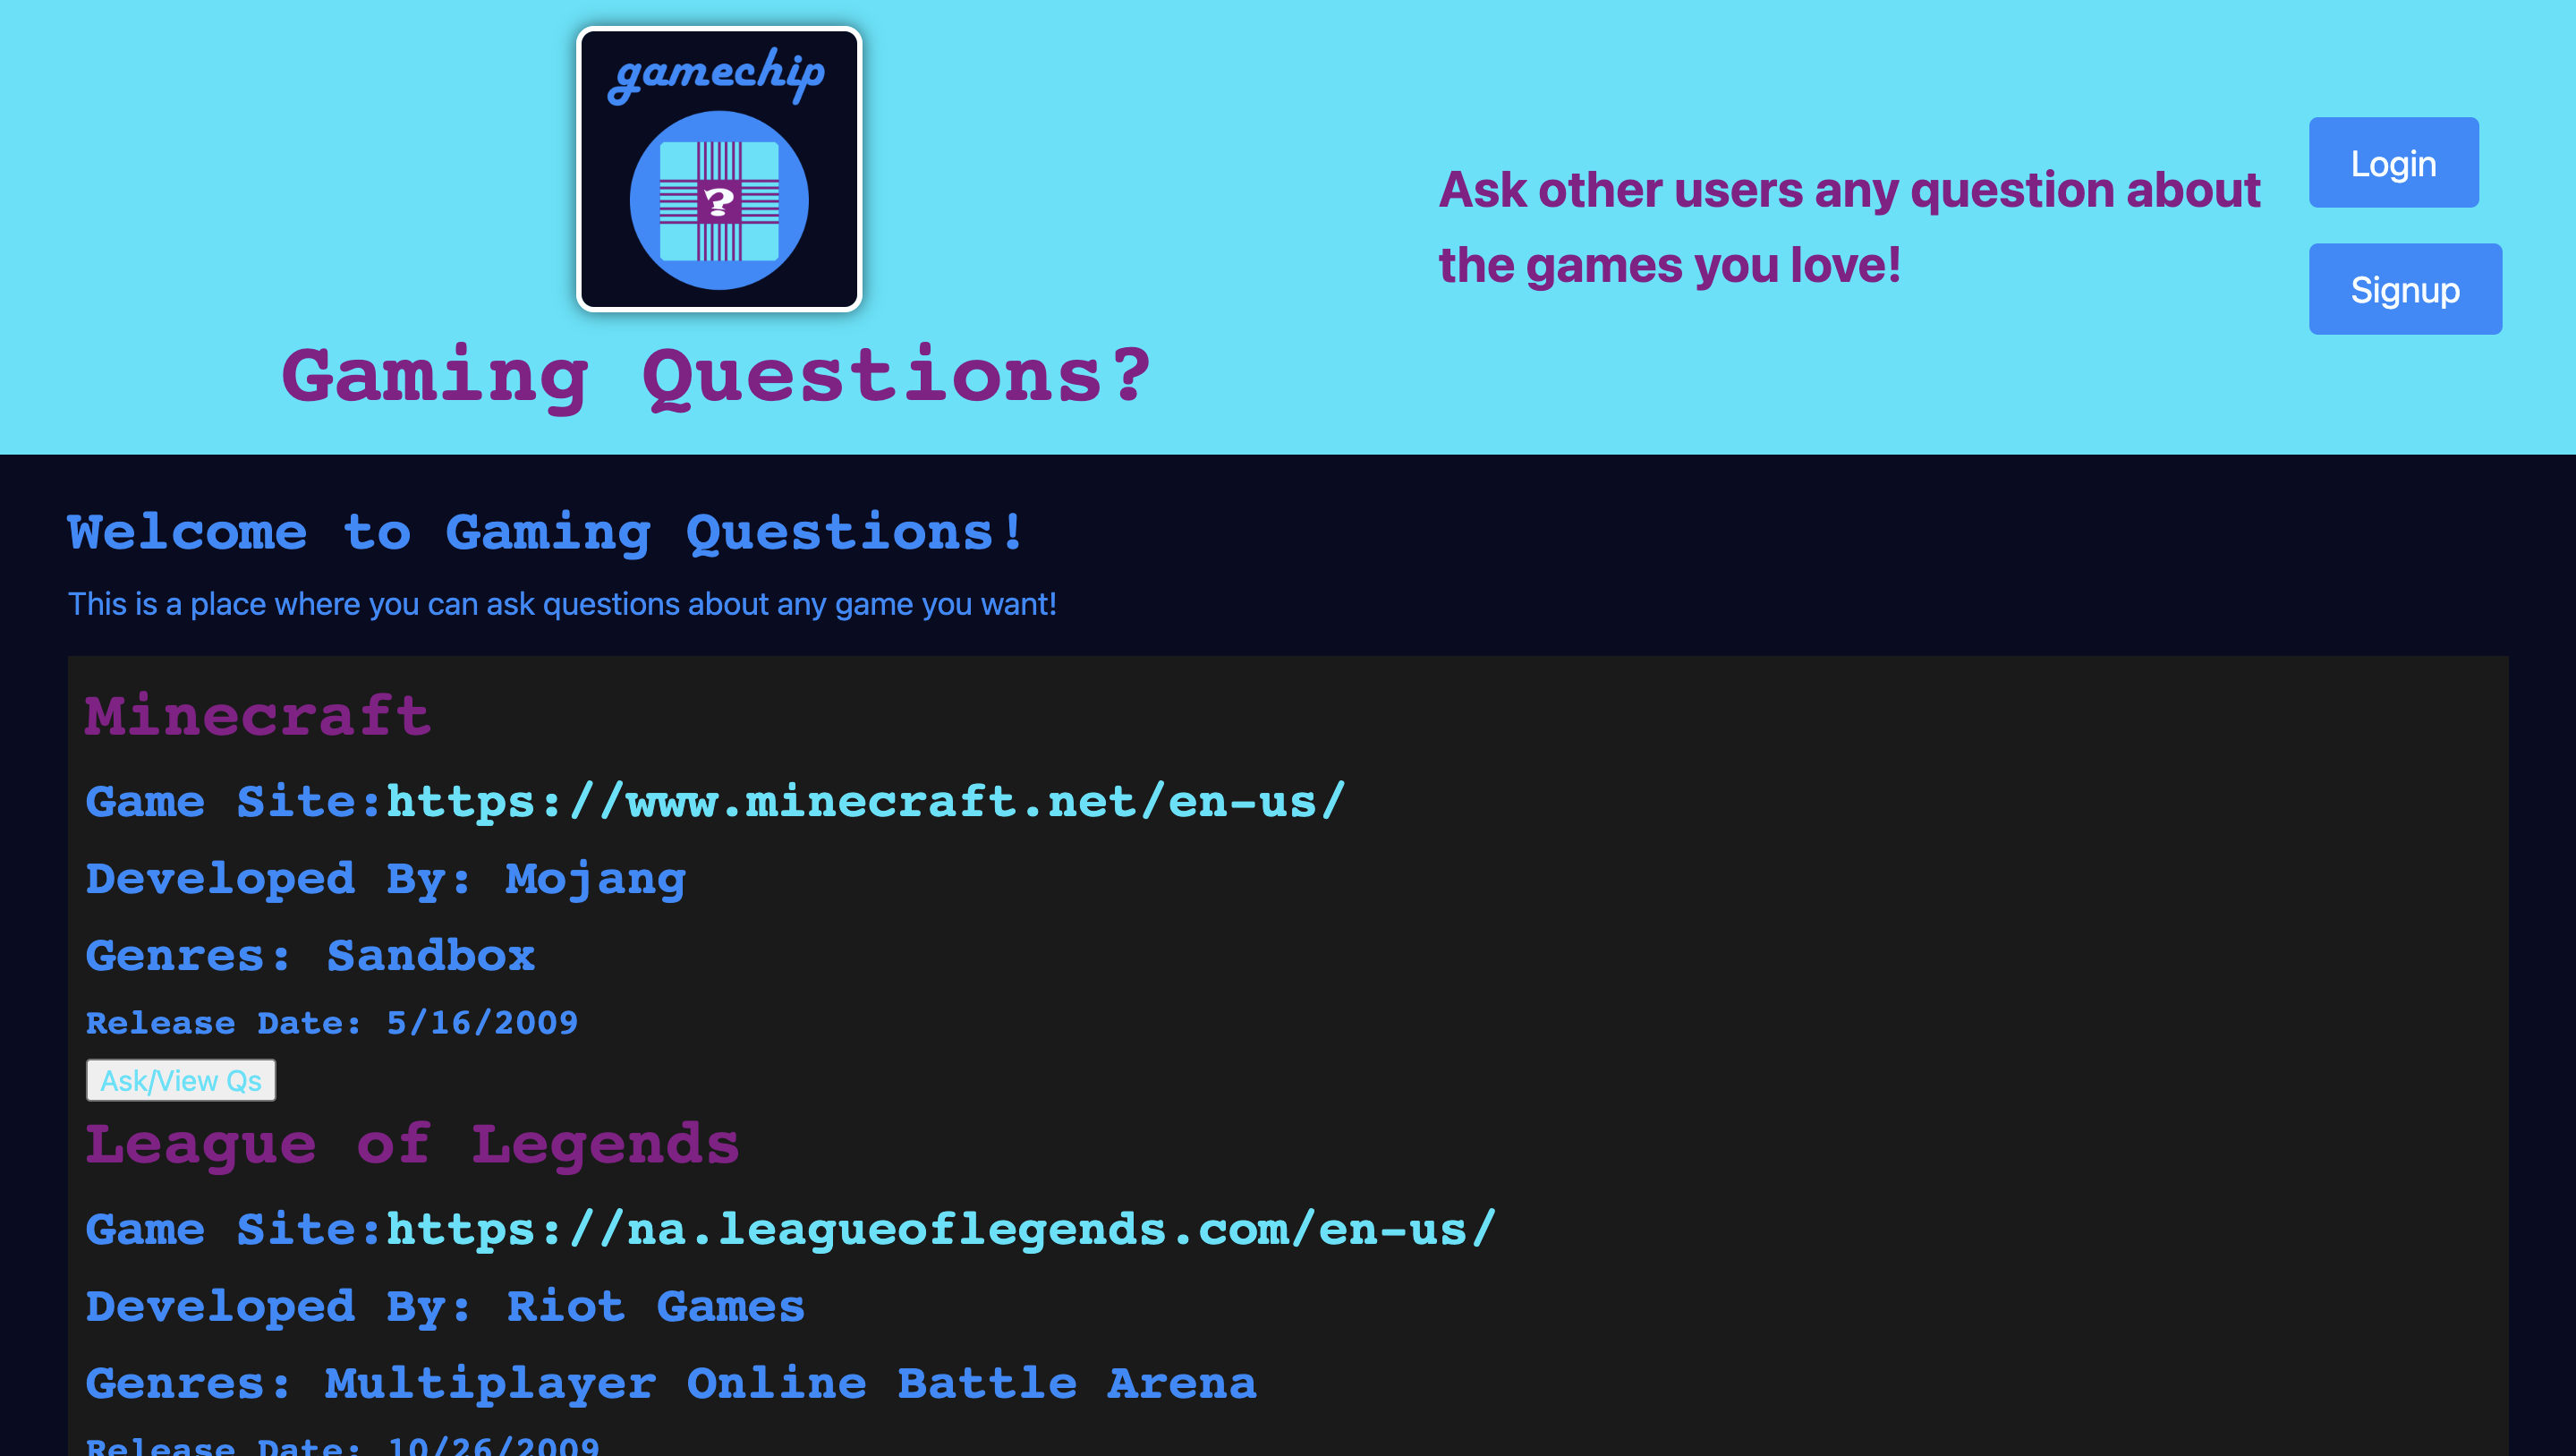 gamechip
?
Gaming Questions?
Ask other users any question about
the games you love!
Login
Signup
Welcome to Gaming Questions!
This is a place where you can ask questions about any game you want!
Minecraft
Game Site:https://www.minecraft.net/en-us/
Developed By: Mojang
Genres: Sandbox
Release Date: 5/16/2009
Ask/View Qs
League of Legends
Game Site:https://na.leagueoflegends.com/en-us/
Developed By: Riot Games
Genres: Multiplayer Online Battle Arena
Release Date: 10/26/2009